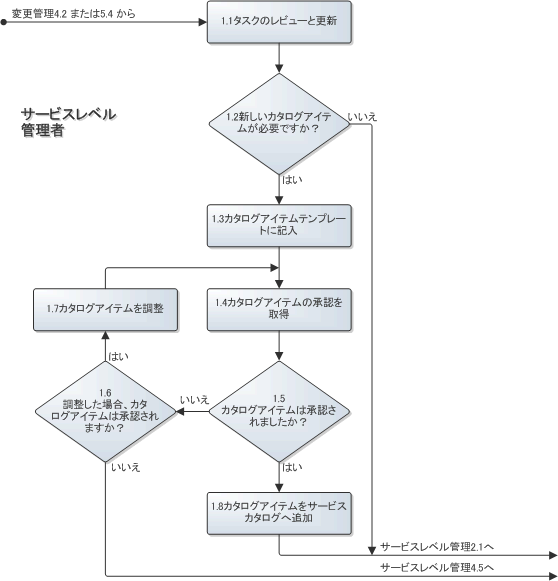 変更管理4.2 または5.4 から
1.1タスクのレビューと更新
サービスレベル
管理者
1.2新しいカタログアイテ
ムが必要ですか？
いいえ
はい
1.3カタログアイテムテンプレー
トに記入
1.7カタログアイテムを調整
1.4カタログアイテムの承認を
取得
はい
1.6
調整した場合、カタ
ログアイテムは承認され
ますか？
いいえ
1.5
カタログアイテムは承認さ
れましたか？
いいえ
はい
1.8カタログアイテムをサービス
カタログへ追加
サービスレベル管理2.1へ
サービスレベル管理4.5へ